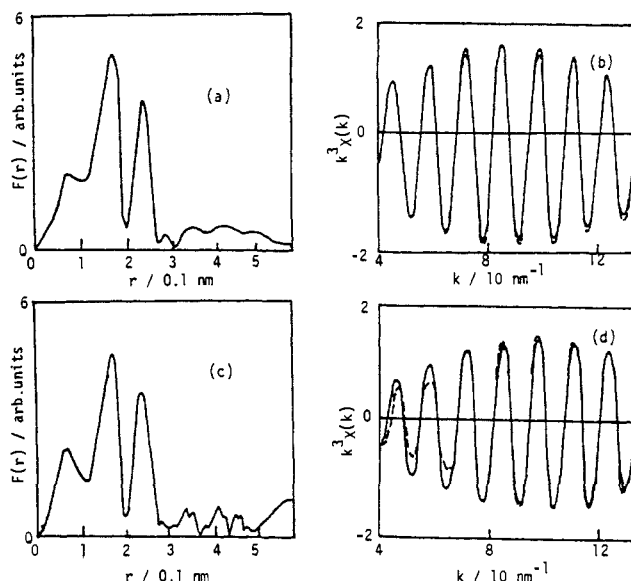 6
F(r) / arb.units
(a)
0
0 1 2 3 4 5
r / 0.1 nm
2
(b)
k³χ(k)
0
-2
4 8 12
k / 10 nm⁻¹
6
F(r) / arb.units
(c)
0
0 1 2 3 4 5
r / 0.1 nm
2
(d)
k³χ(k)
0
-2
4 8 12
k / 10 nm⁻¹